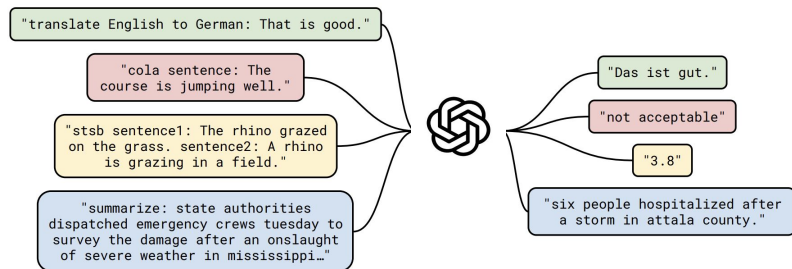 "translate English to German: That is good."
"cola sentence: The
course is jumping well."
"stsb sentence1: The rhino grazed
on the grass. sentence2: A rhino
is grazing in a field."
"summarize: state authorities
dispatched emergency crews tuesday to
survey the damage after an onslaught
of severe weather in mississippi…"
"Das ist gut."
"not acceptable"
"3.8"
"six people hospitalized after
a storm in attala county."